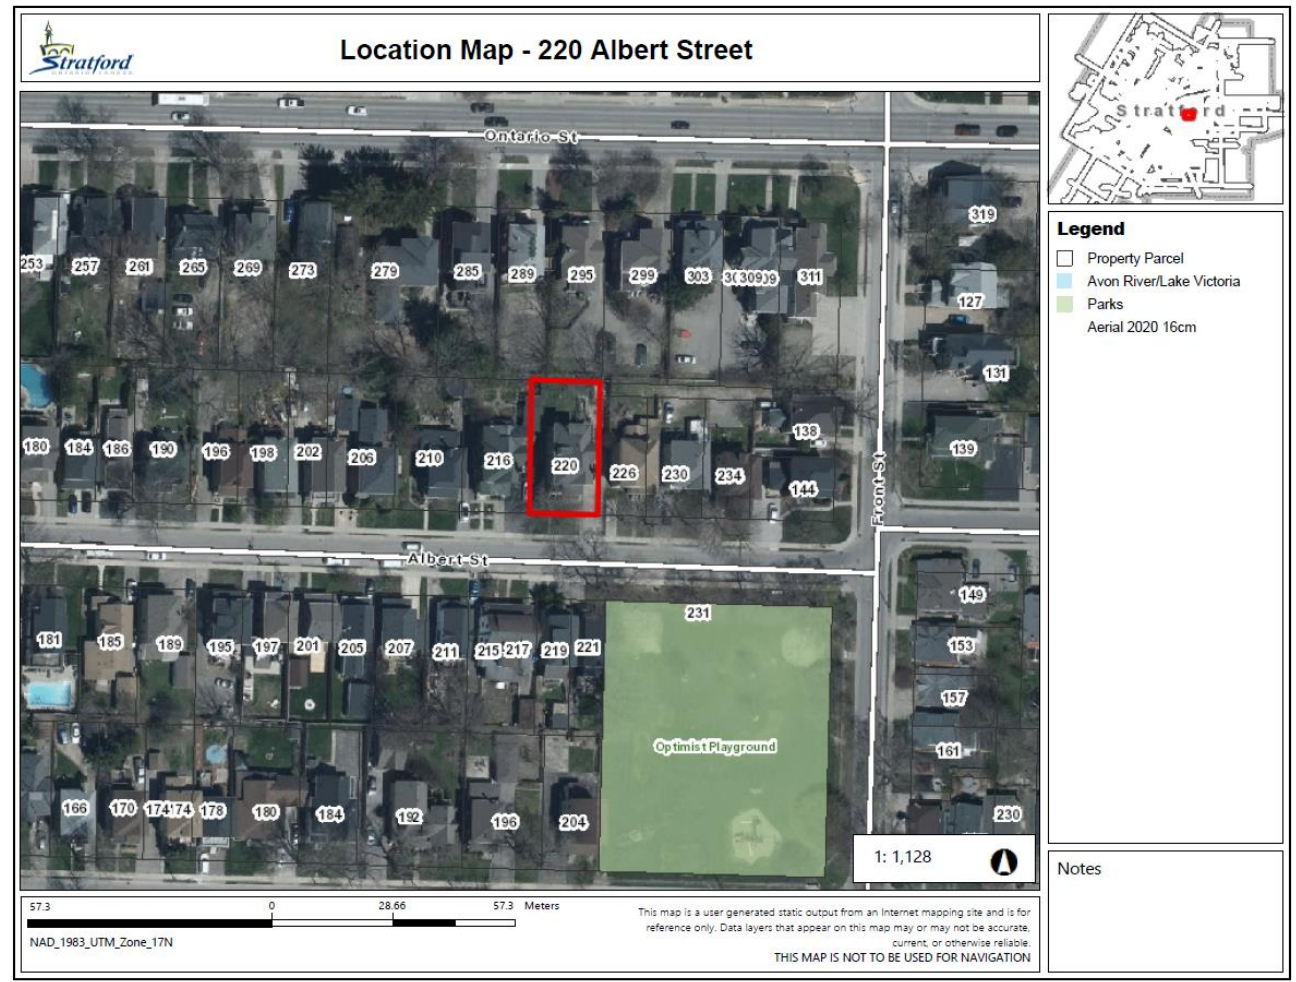 Stratford
ONTARIO CANADA
Location Map - 220 Albert Street
Stratford
Legend
Property Parcel
Avon River/Lake Victoria
Parks
Aerial 2020 16cm
Notes
Ontario St
319
253 257 261 265 269 273 279 285 289 295 299 303 309 311
127
131
180 184 186 190 196 198 202 206 210 216 220 226 230 234 138 139
144
Front St
Albert St
149
231
181 185 189 195 197 201 205 207 211 215 217 219 221 153
157
Optimist Playground
161
166 170 174 174 178 180 184 192 196 204 230
1: 1,128
57.3 0 28.66 57.3 Meters
NAD_1983_UTM_Zone_17N
This map is a user generated static output from an Internet mapping site and is for
reference only. Data layers that appear on this map may or may not be accurate,
current, or otherwise reliable.
THIS MAP IS NOT TO BE USED FOR NAVIGATION